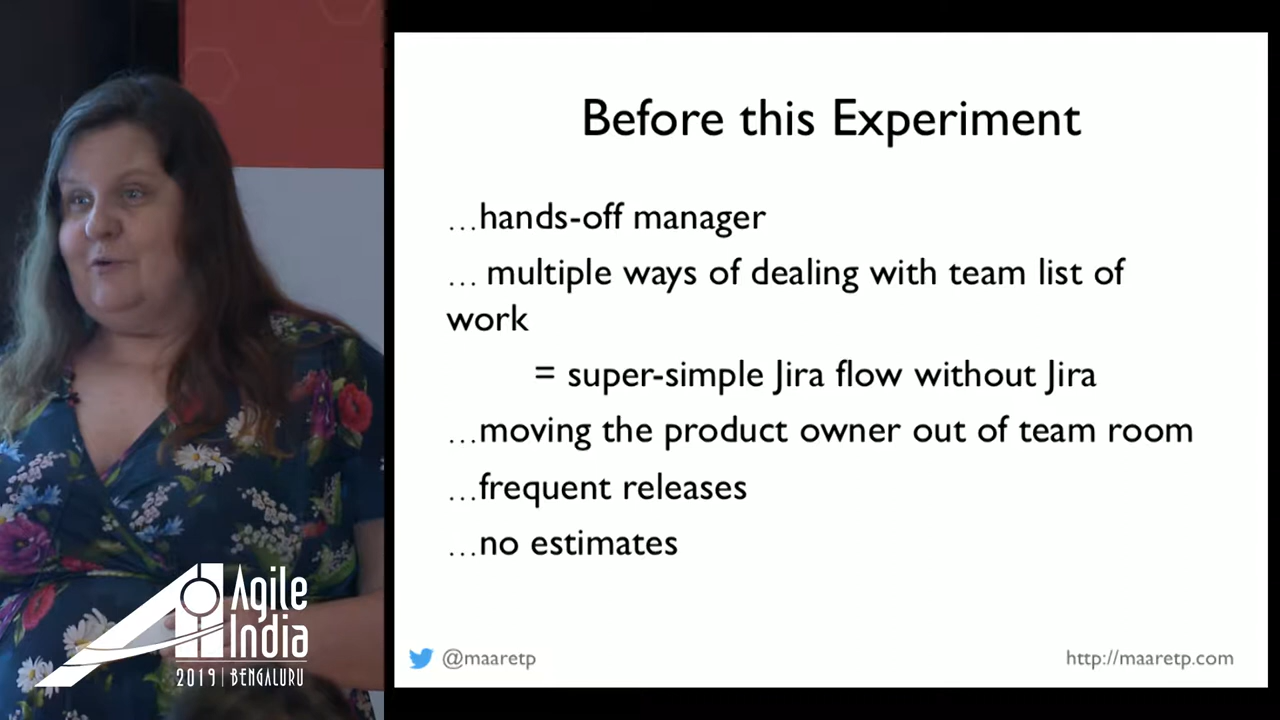 Before this Experiment
…hands-off manager
… multiple ways of dealing with team list of
work
= super-simple Jira flow without Jira
…moving the product owner out of team room
…frequent releases
…no estimates
@maaretp
http://maaretp.com
Agile
India
2019 | BENGALURU